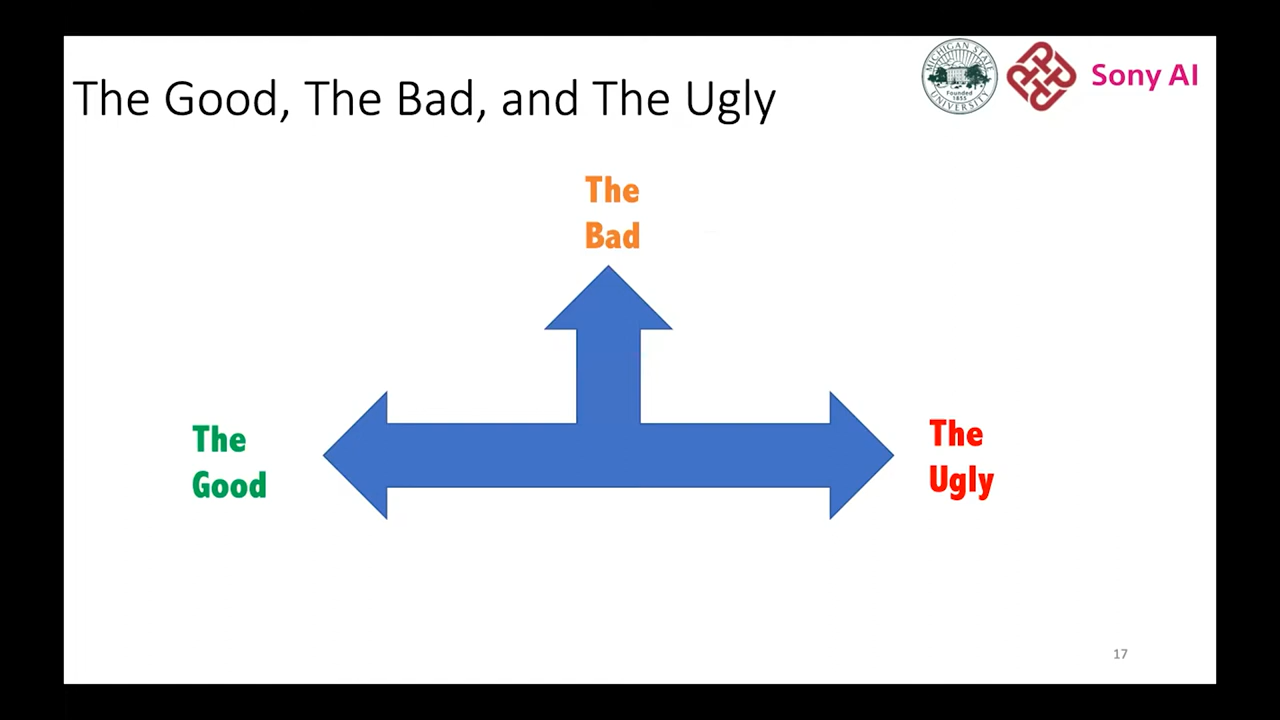 The Good, The Bad, and The Ugly
MICHIGAN STATE UNIVERSITY
Founded
1855
Sony AI
The
Bad
The
Good
The
Ugly
17